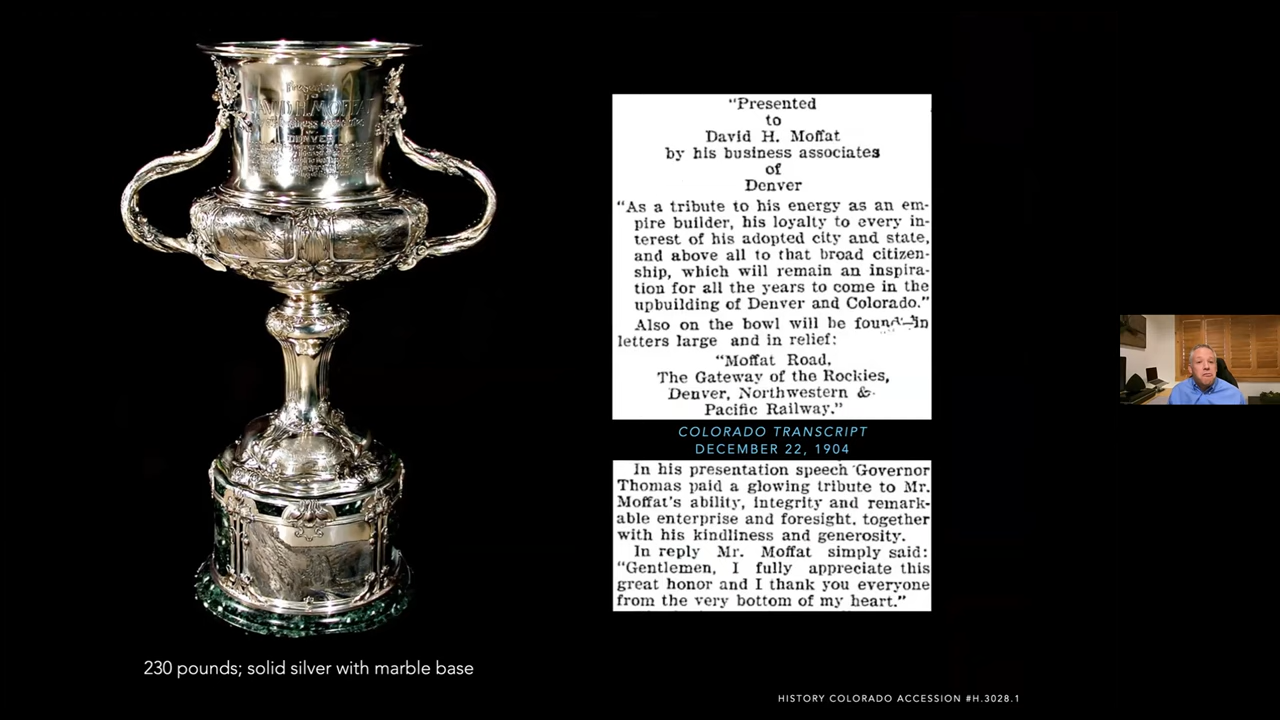 DAVID H. MOFFAT
DENVER
"Presented
to
David H. Moffat
by his business associates
of
Denver
"As a tribute to his energy as an em-
pire builder, his loyalty to every in-
terest of his adopted city and state,
and above all to that broad citizen-
ship, which will remain an inspira-
tion for all the years to come in the
upbuilding of Denver and Colorado."
Also on the bowl will be found in
letters large and in relief:
"Moffat Road,
The Gateway of the Rockies,
Denver, Northwestern &
Pacific Railway."
COLORADO TRANSCRIPT
DECEMBER 22, 1904
In his presentation speech Governor
Thomas paid a glowing tribute to Mr.
Moffat's ability, integrity and remark-
able enterprise and foresight, together
with his kindliness and generosity.
In reply Mr. Moffat simply said:
"Gentlemen, I fully appreciate this
great honor and I thank you everyone
from the very bottom of my heart."
230 pounds; solid silver with marble base
HISTORY COLORADO ACCESSION #H.3028.1